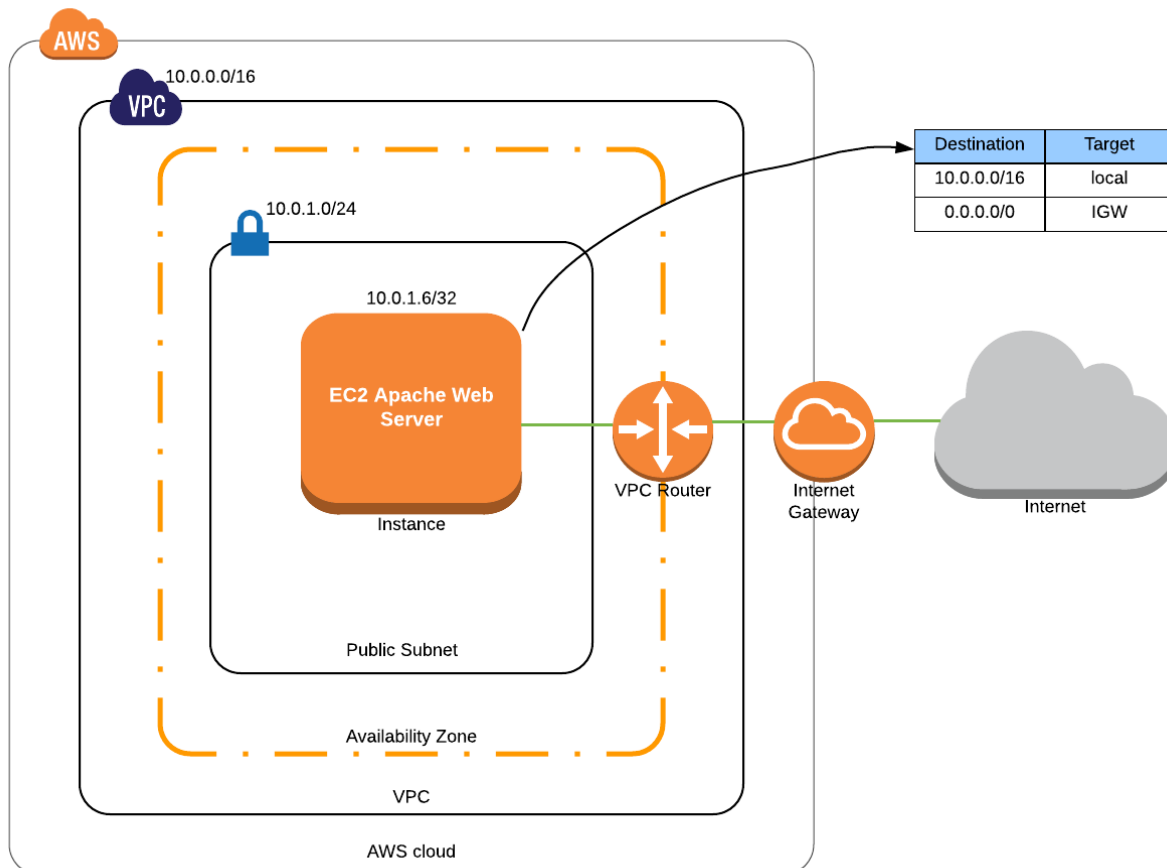 AWS
10.0.0.0/16
VPC
Destination Target
10.0.0.0/16 local
0.0.0.0/0 IGW
10.0.1.0/24
10.0.1.6/32
EC2 Apache Web
Server
Instance
VPC Router
Internet
Gateway
Internet
Public Subnet
Availability Zone
VPC
AWS cloud